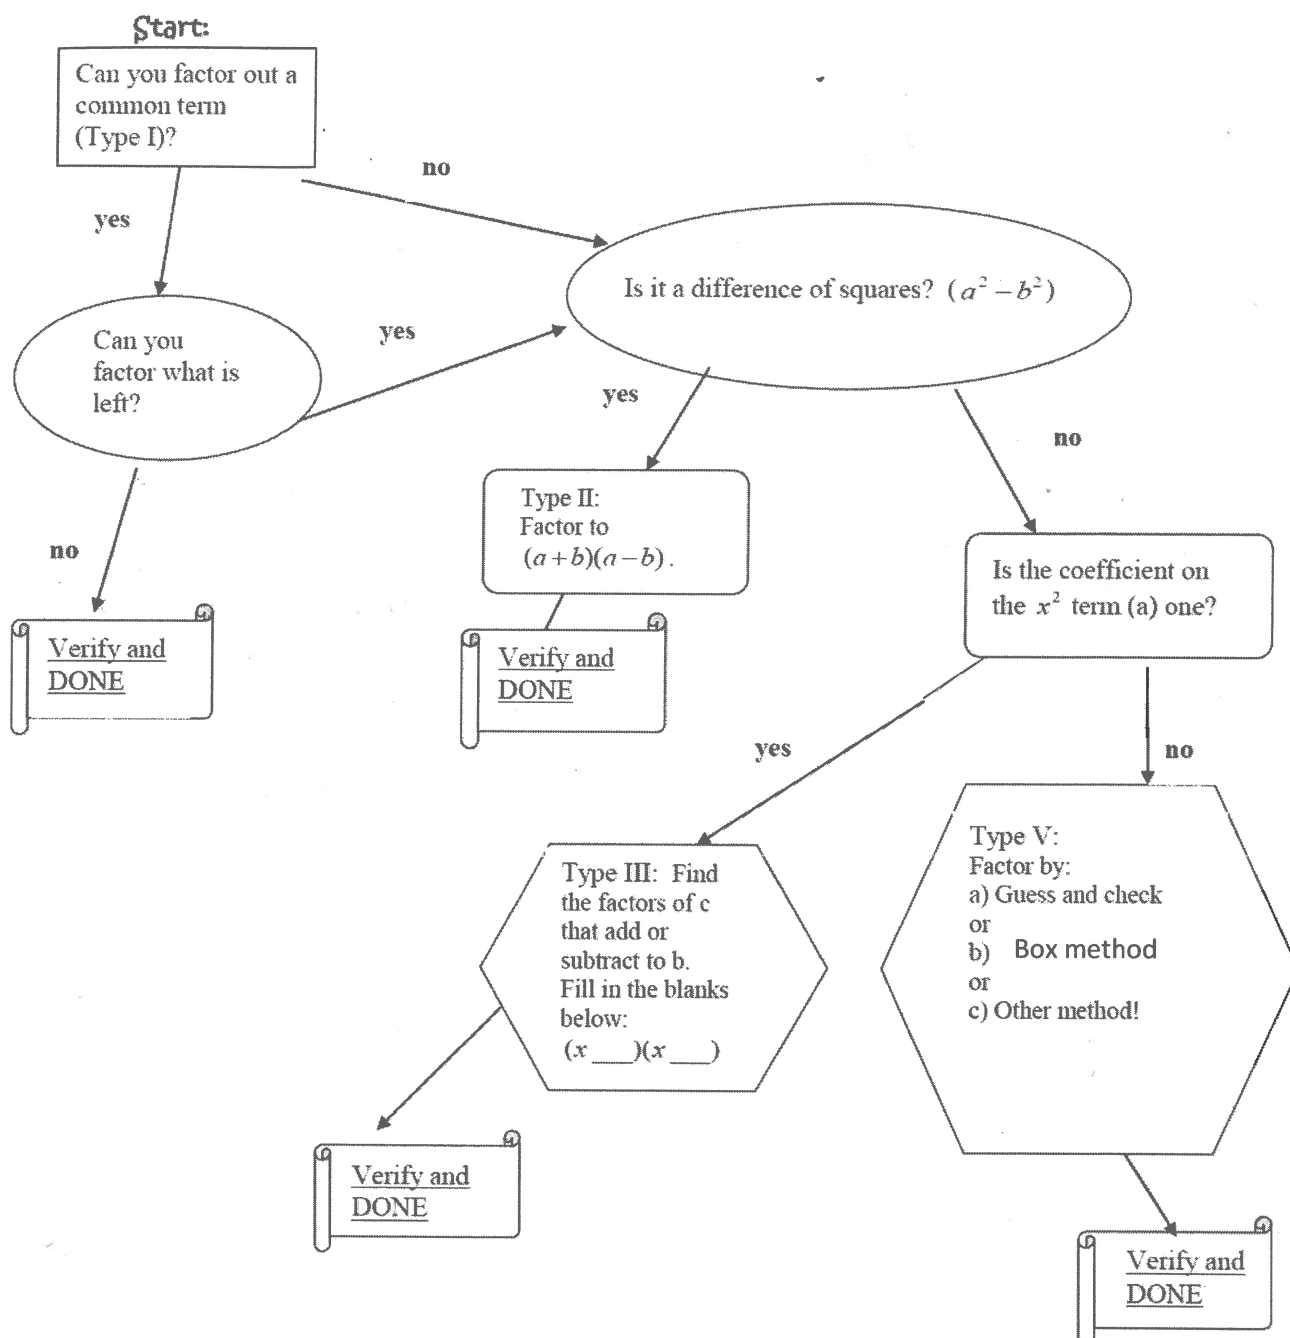 Start:
Can you factor out a
common term
(Type I)?
no
yes
Is it a difference of squares? (a² – b²)
Can you
factor what is
left?
yes
yes
no
no
Type II:
Factor to
(a+b)(a–b).
Is the coefficient on
the x² term (a) one?
Verify and
DONE
Verify and
DONE
yes
no
Type III: Find
the factors of c
that add or
subtract to b.
Fill in the blanks
below:
(x ___)(x ___)
Type V:
Factor by:
a) Guess and check
or
b) Box method
or
c) Other method!
Verify and
DONE
Verify and
DONE